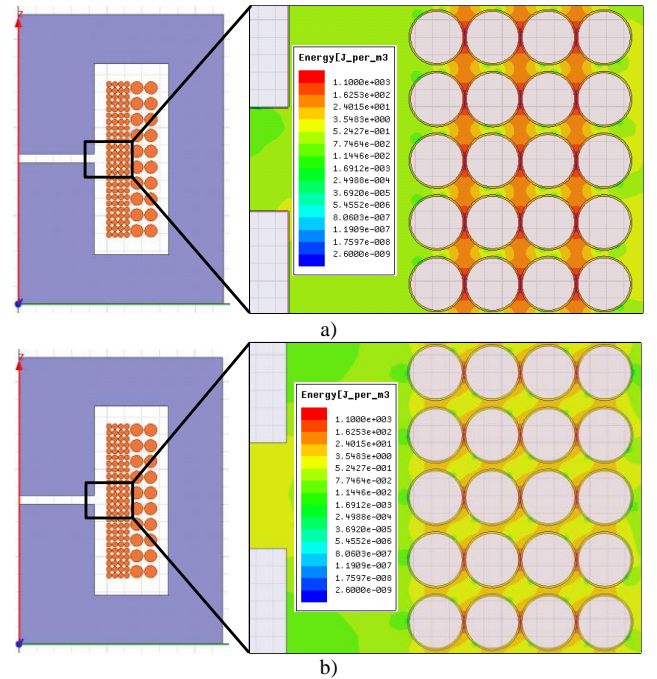 Z
Energy[J_per_m3
1.1000e+003
1.6253e+002
2.4015e+001
3.5483e+000
5.2427e-001
7.7464e-002
1.1446e-002
1.6912e-003
2.4988e-004
3.6920e-005
5.4552e-006
8.0603e-007
1.1909e-007
1.7597e-008
2.6000e-009
a)
Z
Energy[J_per_m3
1.1000e+003
1.6253e+002
2.4015e+001
3.5483e+000
5.2427e-001
7.7464e-002
1.1446e-002
1.6912e-003
2.4988e-004
3.6920e-005
5.4552e-006
8.0603e-007
1.1909e-007
1.7597e-008
2.6000e-009
b)